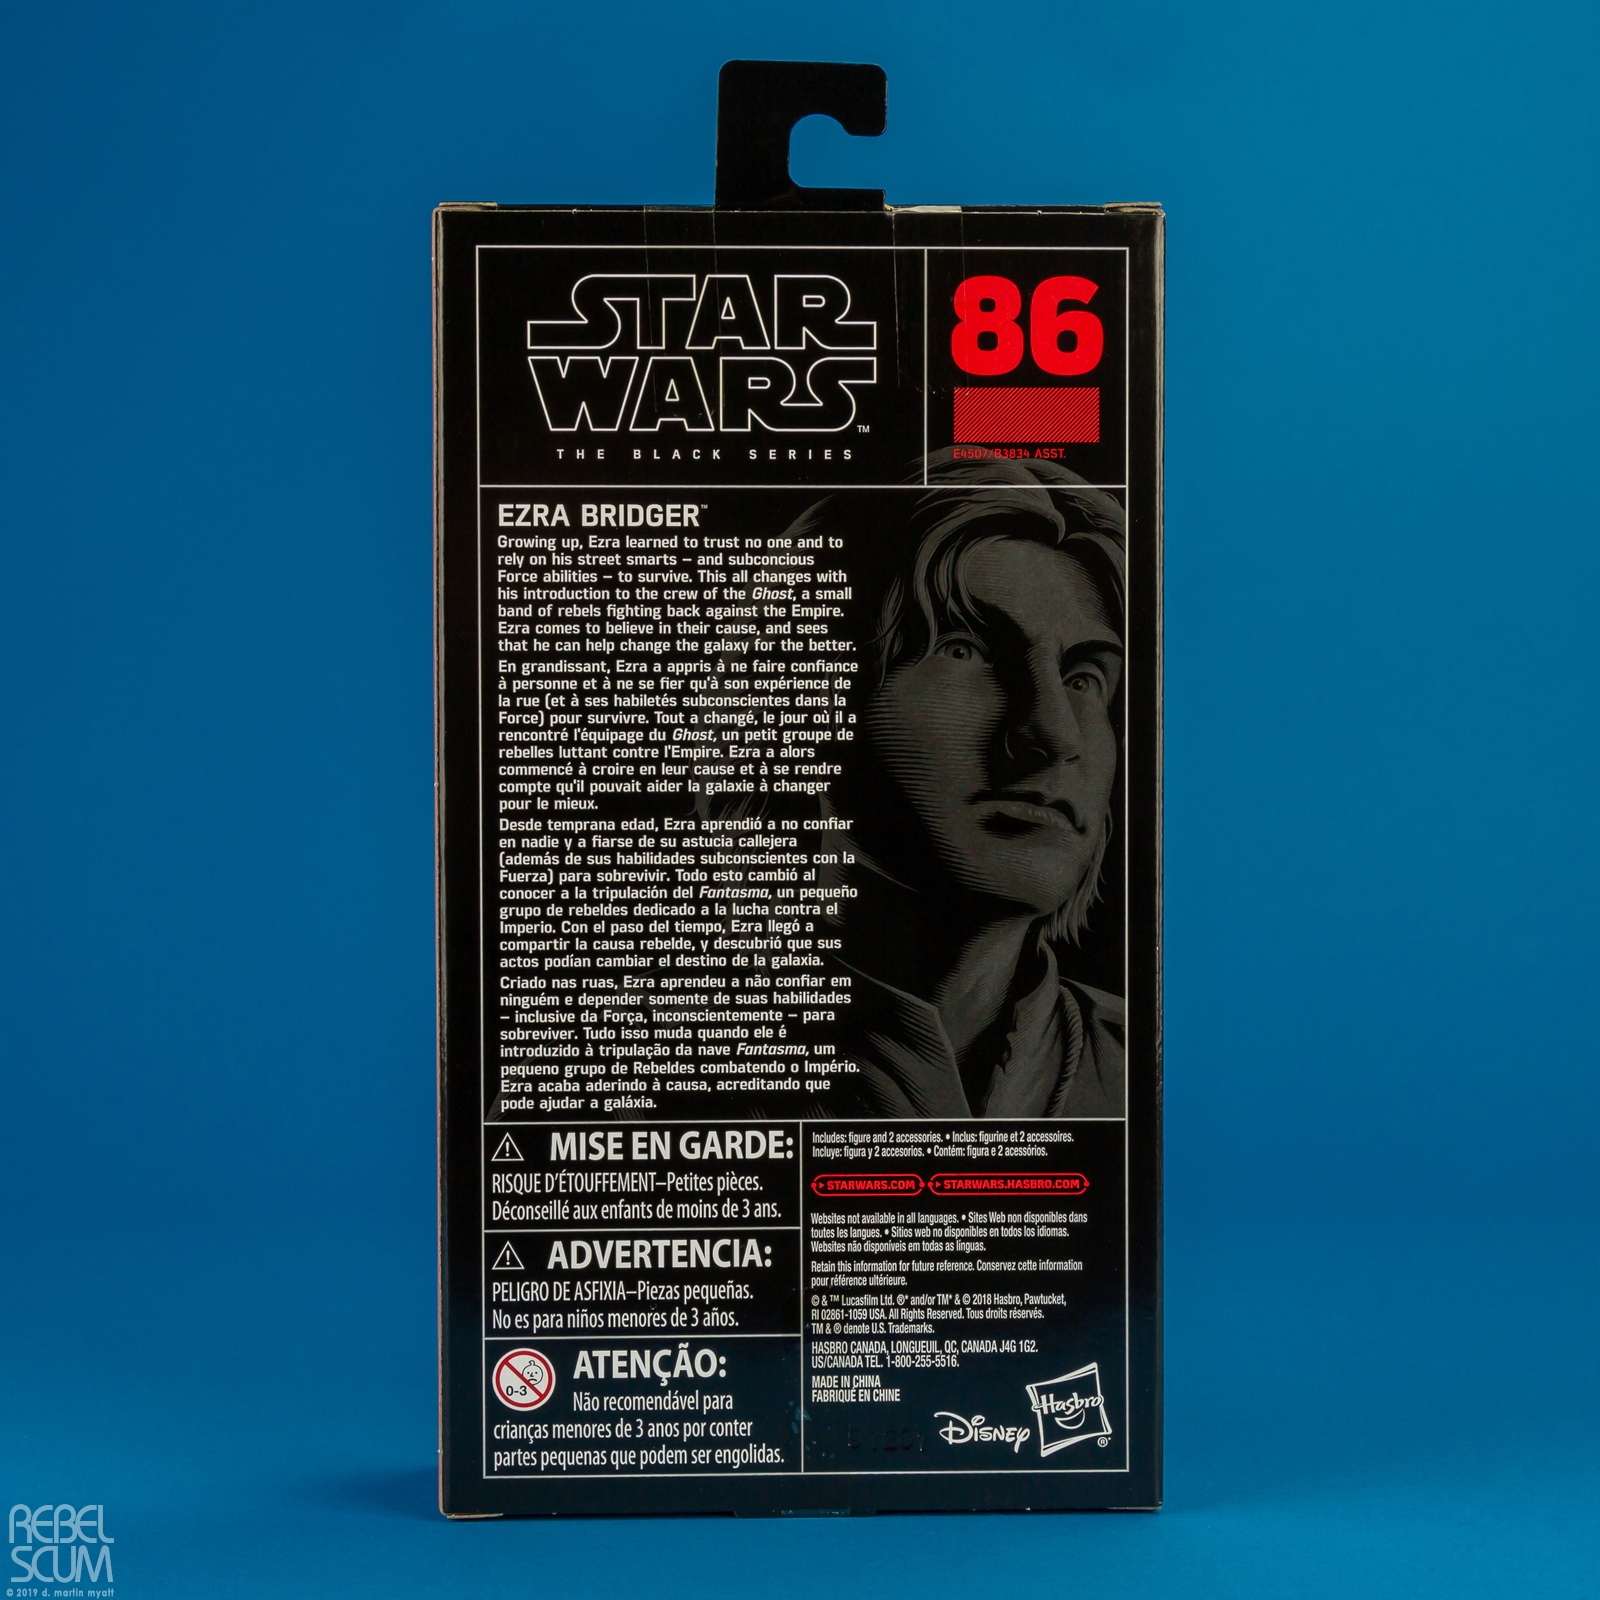 STAR
WARS™
THE BLACK SERIES
86
E4507/B3834 ASST.
EZRA BRIDGER™
Growing up, Ezra learned to trust no one and to
rely on his street smarts – and subconcious
Force abilities – to survive. This all changes with
his introduction to the crew of the Ghost, a small
band of rebels fighting back against the Empire.
Ezra comes to believe in their cause, and sees
that he can help change the galaxy for the better.
En grandissant, Ezra a appris à ne faire confiance
à personne et à ne se fier qu'à son expérience de
la rue (et à ses habiletés subconscientes dans la
Force) pour survivre. Tout a changé, le jour où il a
rencontré l'équipage du Ghost, un petit groupe de
rebelles luttant contre l'Empire. Ezra a alors
commencé à croire en leur cause et à se rendre
compte qu'il pouvait aider la galaxie à changer
pour le mieux.
Desde temprana edad, Ezra aprendió a no confiar
en nadie y a fiarse de su astucia callejera
(además de sus habilidades subconscientes con la
Fuerza) para sobrevivir. Todo esto cambió al
conocer a la tripulación del Fantasma, un pequeño
grupo de rebeldes dedicado a la lucha contra el
Imperio. Con el paso del tiempo, Ezra llegó a
compartir la causa rebelde, y descubrió que sus
actos podían cambiar el destino de la galaxia.
Criado nas ruas, Ezra aprendeu a não confiar em
ninguém e depender somente de suas habilidades
– inclusive da Força, inconscientemente – para
sobreviver. Tudo isso muda quando ele é
introduzido à tripulação da nave Fantasma, um
pequeno grupo de Rebeldes combatendo o Império.
Ezra acaba aderindo à causa, acreditando que
pode ajudar a galáxia.
MISE EN GARDE:
RISQUE D'ÉTOUFFEMENT–Petites pièces.
Déconseillé aux enfants de moins de 3 ans.
ADVERTENCIA:
PELIGRO DE ASFIXIA–Piezas pequeñas.
No es para niños menores de 3 años.
0-3
ATENÇÃO:
Não recomendável para
crianças menores de 3 anos por conter
partes pequenas que podem ser engolidas.
Includes: figure and 2 accessories. • Inclus: figurine et 2 accessoires.
Incluye: figura y 2 accesorios. • Contém: figura e 2 acessórios.
STARWARS.COM STARWARS.HASBRO.COM
Websites not available in all languages. • Sites Web non disponibles dans
toutes les langues. • Sitios web no disponibles en todos los idiomas.
Websites não disponíveis em todas as línguas.
Retain this information for future reference. Conservez cette information
pour référence ultérieure.
© & ™ Lucasfilm Ltd. ®* and/or TM* & © 2018 Hasbro, Pawtucket,
RI 02861-1059 USA. All Rights Reserved. Tous droits réservés.
TM & ® denote U.S. Trademarks.
HASBRO CANADA, LONGUEUIL, QC, CANADA J4G 1G2.
US/CANADA TEL. 1-800-255-5516.
MADE IN CHINA
FABRIQUÉ EN CHINE
Disney
Hasbro®
REBEL
SCUM
© 2019 d. martin myatt